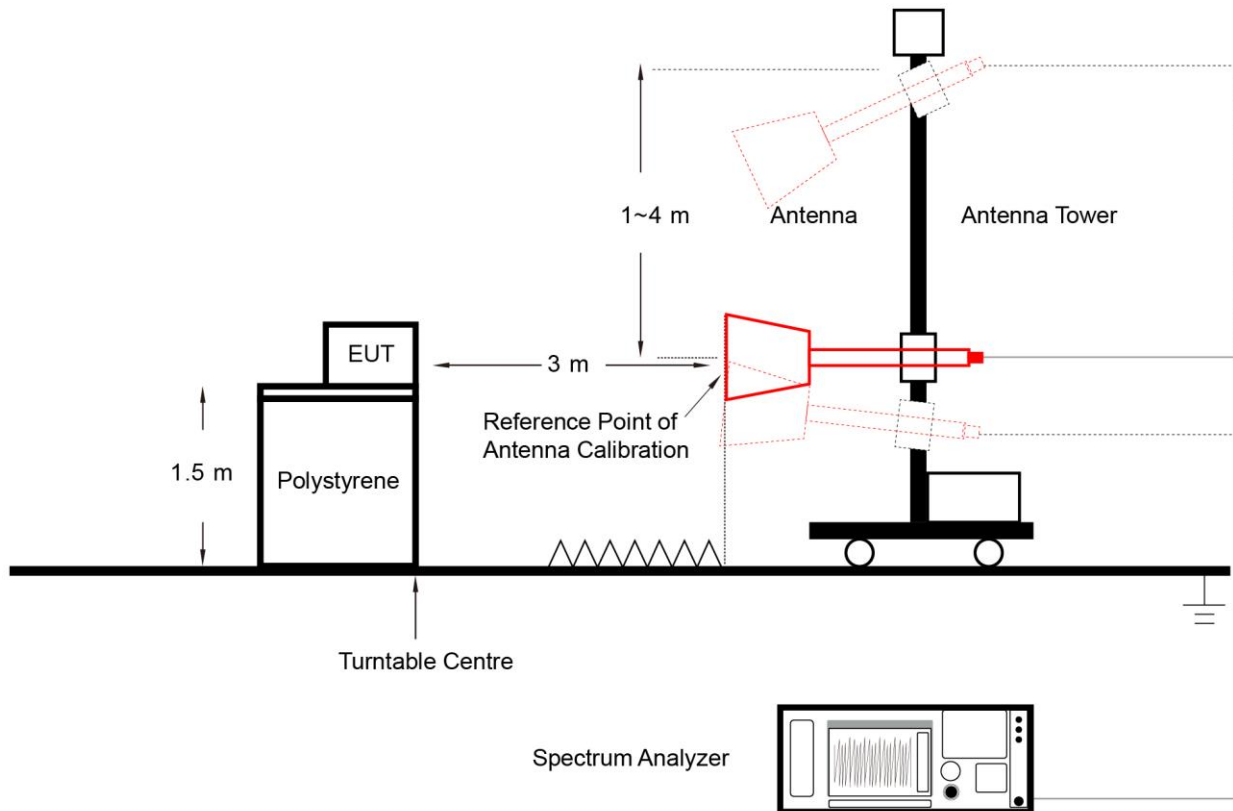 1~4 m
Antenna
Antenna Tower
EUT
3 m
Reference Point of
Antenna Calibration
1.5 m
Polystyrene
Turntable Centre
Spectrum Analyzer